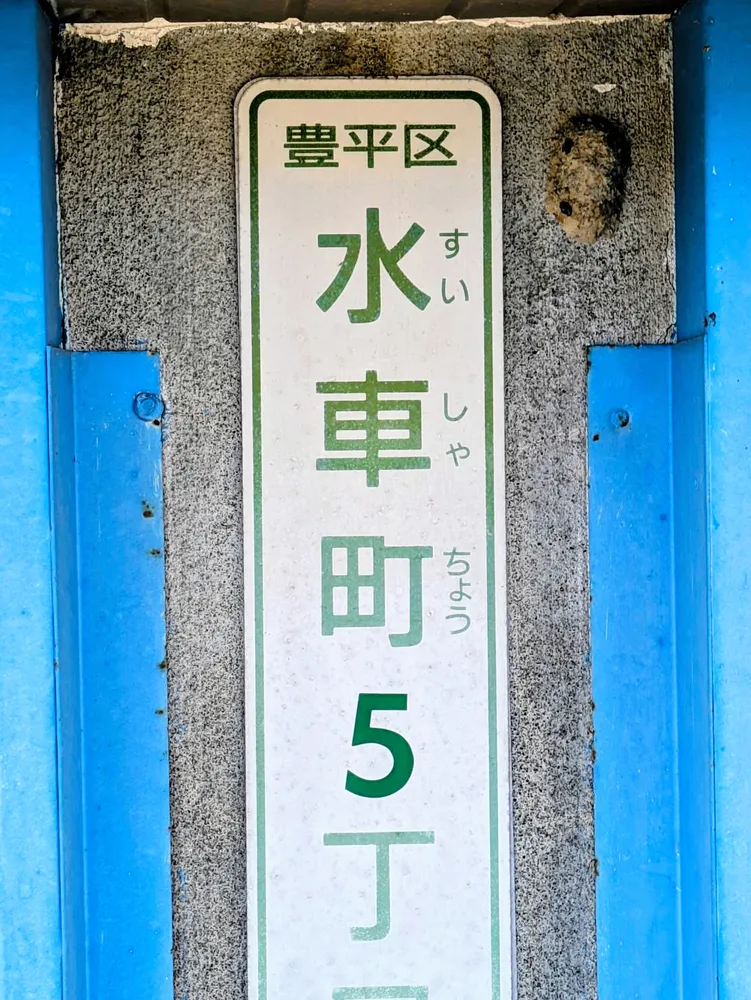 豊平区
水車町5丁
すいしゃちょう